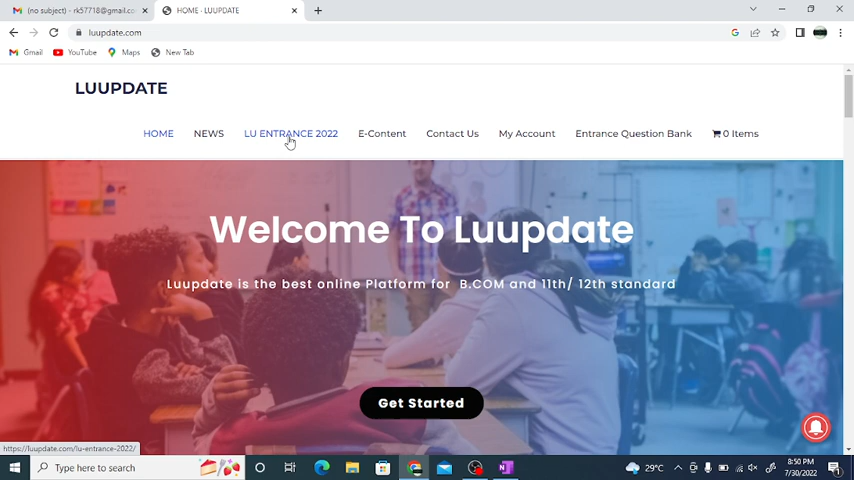 (no subject) - rk57718@gmail.co
HOME - LUUPDATE
luupdate.com
Gmail
YouTube
Maps
New Tab
LUUPDATE
HOME
NEWS
LU ENTRANCE 2022
E-Content
Contact Us
My Account
Entrance Question Bank
0 Items
Welcome To Luupdate
Luupdate is the best online Platform for B.COM and 11th/ 12th standard
Get Started
https://luupdate.com/lu-entrance-2022/
Type here to search
29°C
8:50 PM
7/30/2022